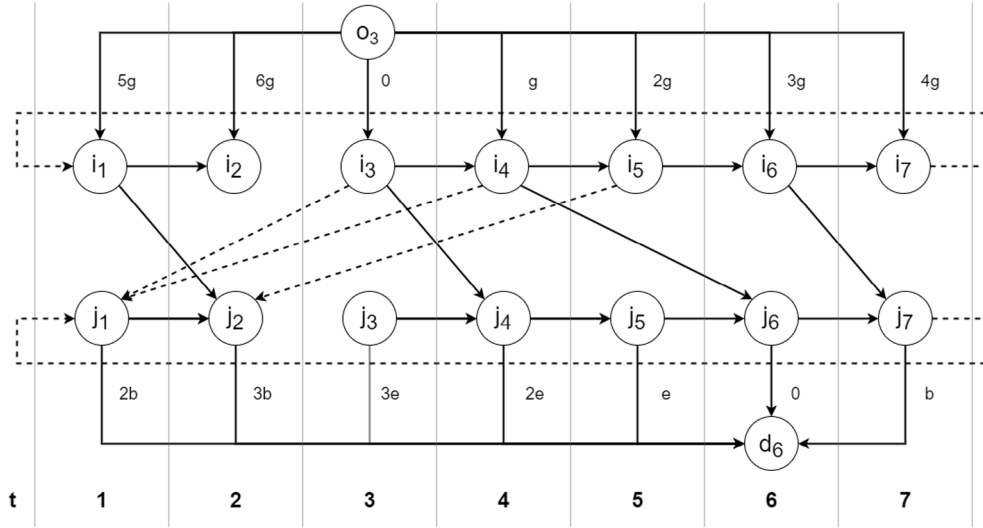 o₃
5g 6g 0 g 2g 3g 4g
i₁ i₂ i₃ i₄ i₅ i₆ i₇
j₁ j₂ j₃ j₄ j₅ j₆ j₇
2b 3b 3e 2e e 0 b
d₆
t 1 2 3 4 5 6 7